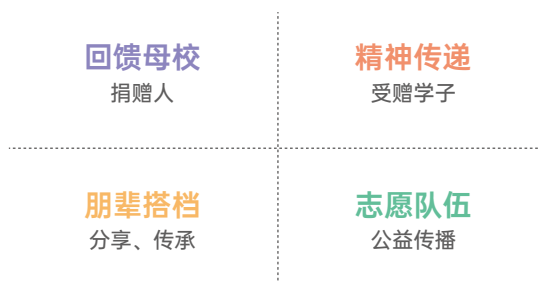 回馈母校
捐赠人
精神传递
受赠学子
朋辈搭档
分享、传承
志愿队伍
公益传播